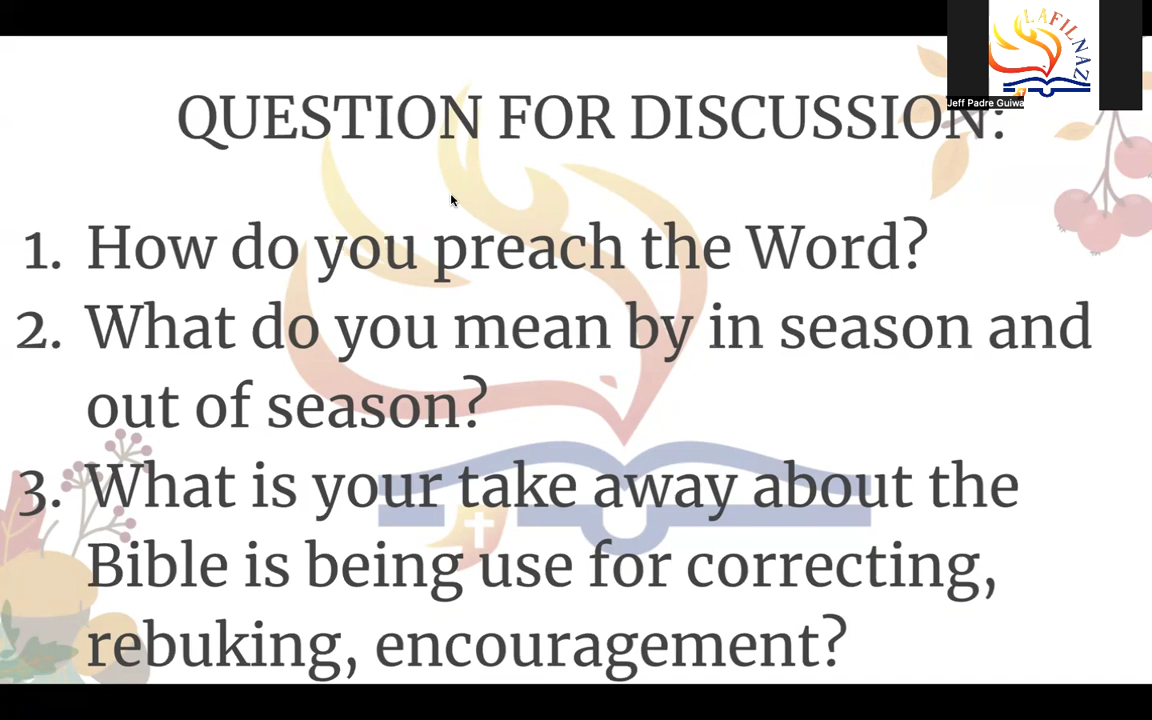 LAFILNAZ
Jeff Padre Guiwa
QUESTION FOR DISCUSSION:
1. How do you preach the Word?
2. What do you mean by in season and
out of season?
3. What is your take away about the
Bible is being use for correcting,
rebuking, encouragement?